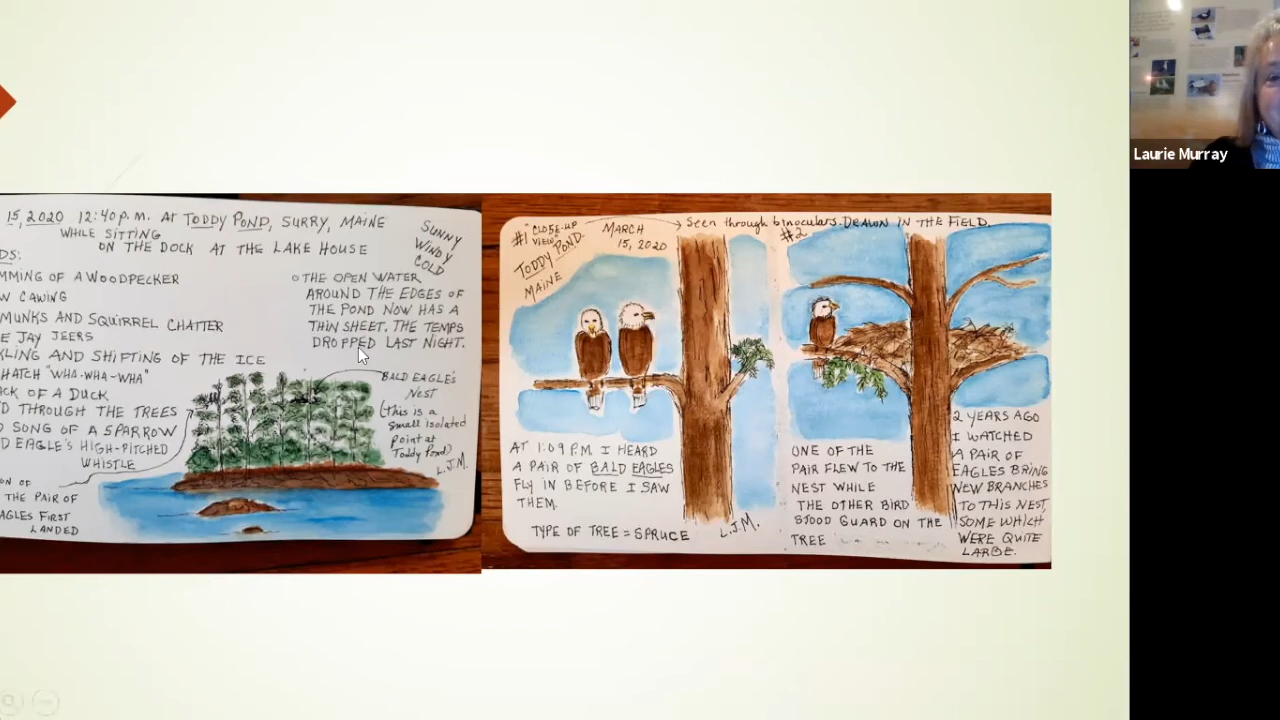 15, 2020 12:40 P.M. AT TODDY POND, SURRY, MAINE
WHILE SITTING
ON THE DOCK AT THE LAKE HOUSE
SUNNY
WINDY
COLD
DS:
MMING OF A WOODPECKER
W CAWING
MUNKS AND SQUIRREL CHATTER
E JAY JEERS
KLING AND SHIFTING OF THE ICE
HATCH "WHA-WHA-WHA"
ACK OF A DUCK
D THROUGH THE TREES
D SONG OF A SPARROW
D EAGLE'S HIGH-PITCHED
WHISTLE
ON OF
THE PAIR OF
AGLES FIRST
LANDED
THE OPEN WATER
AROUND THE EDGES OF
THE POND NOW HAS A
THIN SHEET. THE TEMPS
DROPPED LAST NIGHT.
BALD EAGLE'S
NEST
(this is a
small isolated
point at
Toddy Pond)
L.J.M.
#1 "CLOSE-UP
VIEW"
TODDY POND
MAINE
MARCH
15, 2020
Seen through binoculars. DRAWN IN THE FIELD.
AT 1:09 P.M. I HEARD
A PAIR OF BALD EAGLES
FLY IN BEFORE I SAW
THEM.
TYPE OF TREE = SPRUCE
L.J.M.
#2
ONE OF THE
PAIR FLEW TO THE
NEST WHILE
THE OTHER BIRD
STOOD GUARD ON THE
TREE
2 YEARS AGO
I WATCHED
A PAIR OF
EAGLES BRING
NEW BRANCHES
TO THIS NEST,
SOME WHICH
WERE QUITE
LARGE.
Laurie Murray